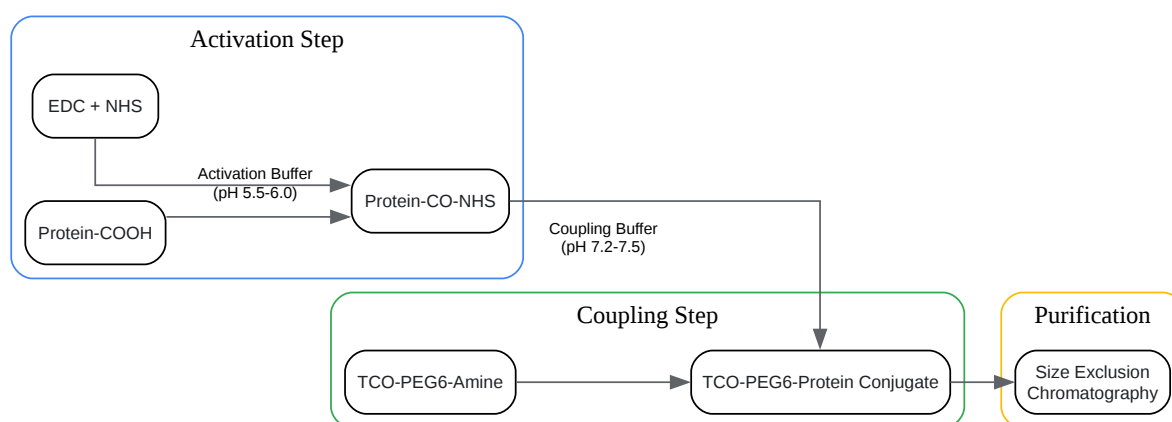 Activation Step
EDC + NHS
Activation Buffer
(pH 5.5-6.0)
Protein-CO-NHS
Protein-COOH
Coupling Buffer
(pH 7.2-7.5)
Coupling Step
Purification
TCO-PEG6-Amine
TCO-PEG6-Protein Conjugate
Size Exclusion
Chromatography